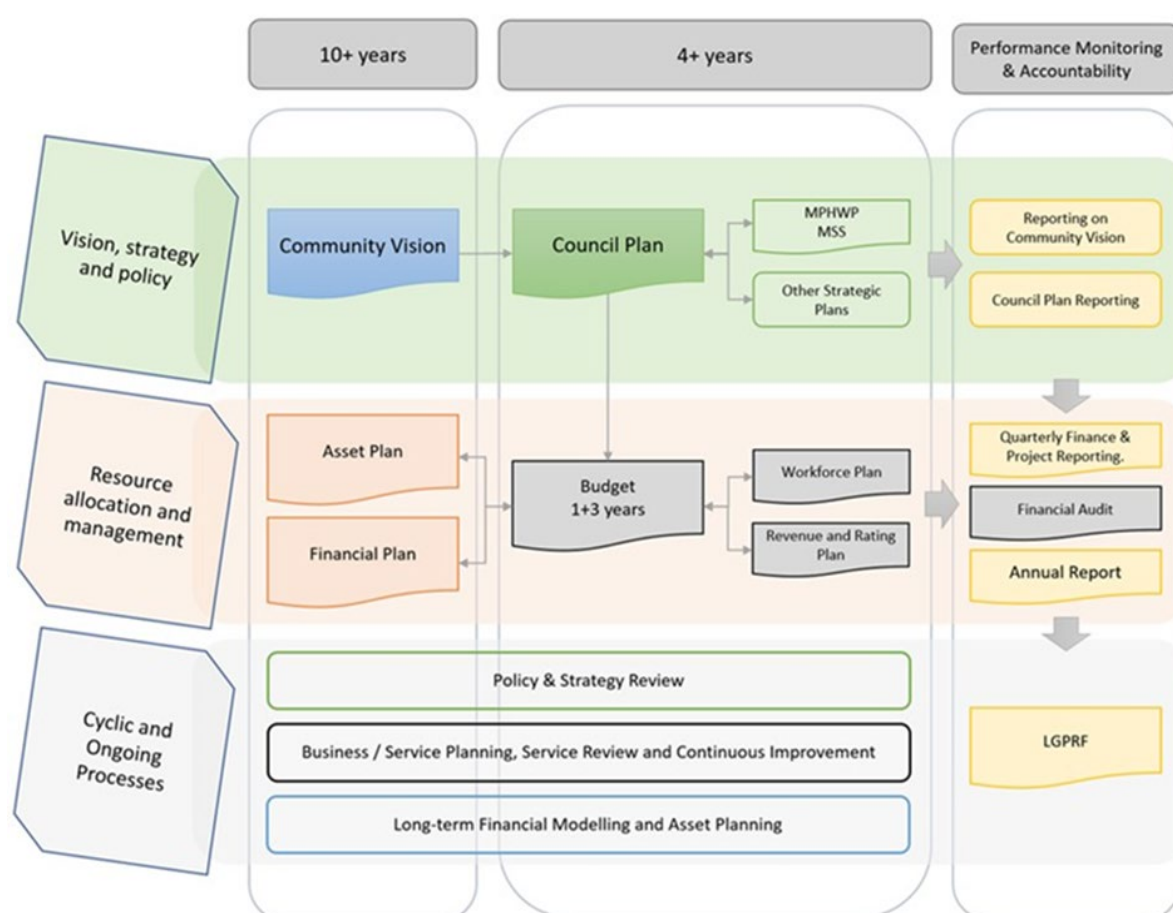 10+ years
4+ years
Performance Monitoring
& Accountability
Vision, strategy
and policy
Community Vision
Council Plan
MPHWP
MSS
Other Strategic
Plans
Reporting on
Community Vision
Council Plan Reporting
Resource
allocation and
management
Asset Plan
Financial Plan
Budget
1+3 years
Workforce Plan
Revenue and Rating
Plan
Quarterly Finance &
Project Reporting.
Financial Audit
Annual Report
Cyclic and
Ongoing
Processes
Policy & Strategy Review
Business / Service Planning, Service Review and Continuous Improvement
Long-term Financial Modelling and Asset Planning
LGPRF